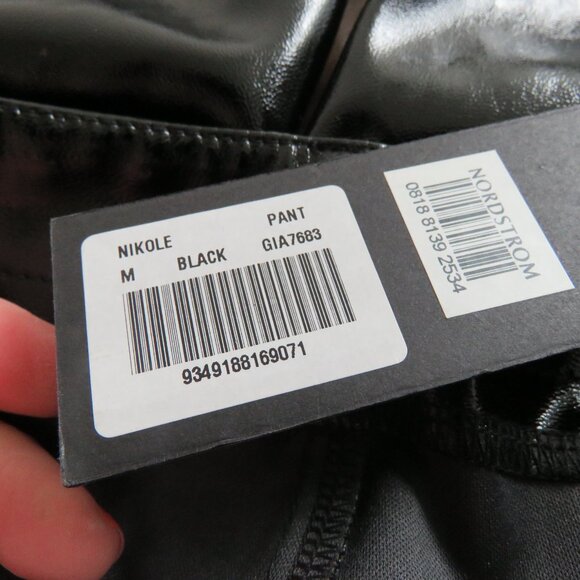 NIKOLE PANT
M BLACK GIA7683
9349188169071
NORDSTROM
0818 8139 2534